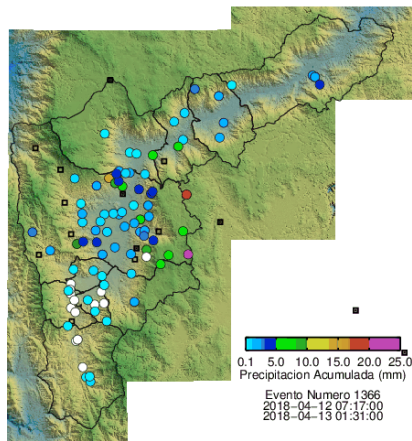 0.1 5.0 10.0 15.0 20.0 25.0
Precipitacion Acumulada (mm)
Evento Numero 1366
2018-04-12 07:17:00
2018-04-13 01:31:00